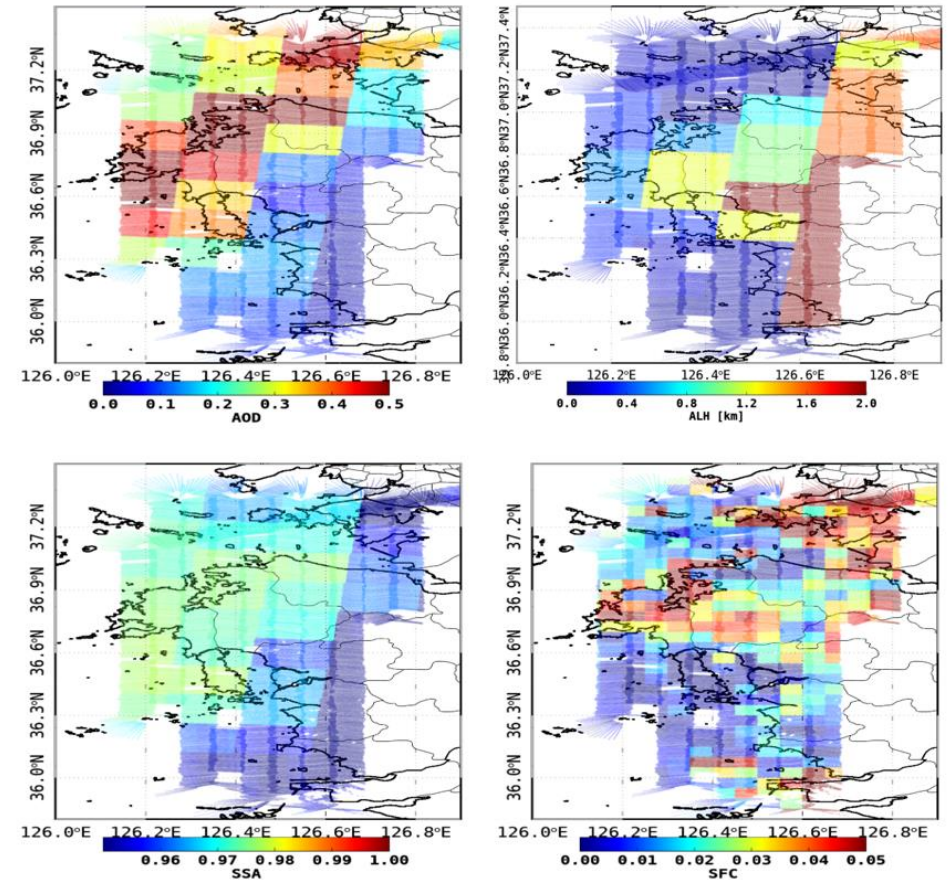 37.2°N
36.9°N
36.6°N
36.3°N
36.0°N
126.0°E 126.2°E 126.4°E 126.6°E 126.8°E
0.0 0.1 0.2 0.3 0.4 0.5
AOD
37.4°N
37.2°N
37.0°N
36.8°N
36.6°N
36.4°N
36.2°N
36.0°N
126.0°E 126.2°E 126.4°E 126.6°E 126.8°E
0.0 0.4 0.8 1.2 1.6 2.0
ALH [km]
37.2°N
36.9°N
36.6°N
36.3°N
36.0°N
126.0°E 126.2°E 126.4°E 126.6°E 126.8°E
0.96 0.97 0.98 0.99 1.00
SSA
37.2°N
36.9°N
36.6°N
36.3°N
36.0°N
126.0°E 126.2°E 126.4°E 126.6°E 126.8°E
0.00 0.01 0.02 0.03 0.04 0.05
SFC